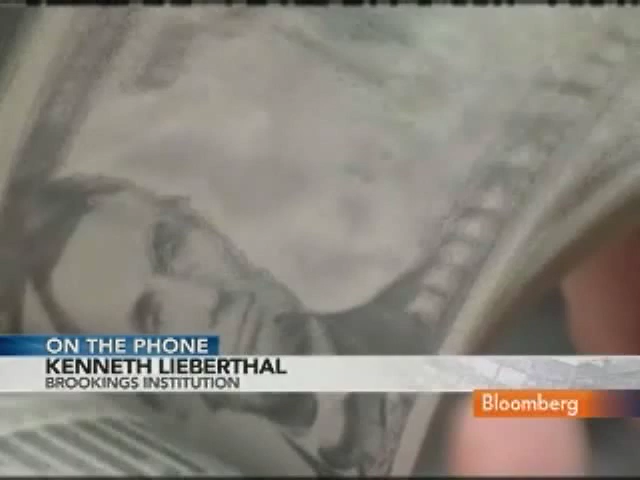 ON THE PHONE
KENNETH LIEBERTHAL
BROOKINGS INSTITUTION
Bloomberg